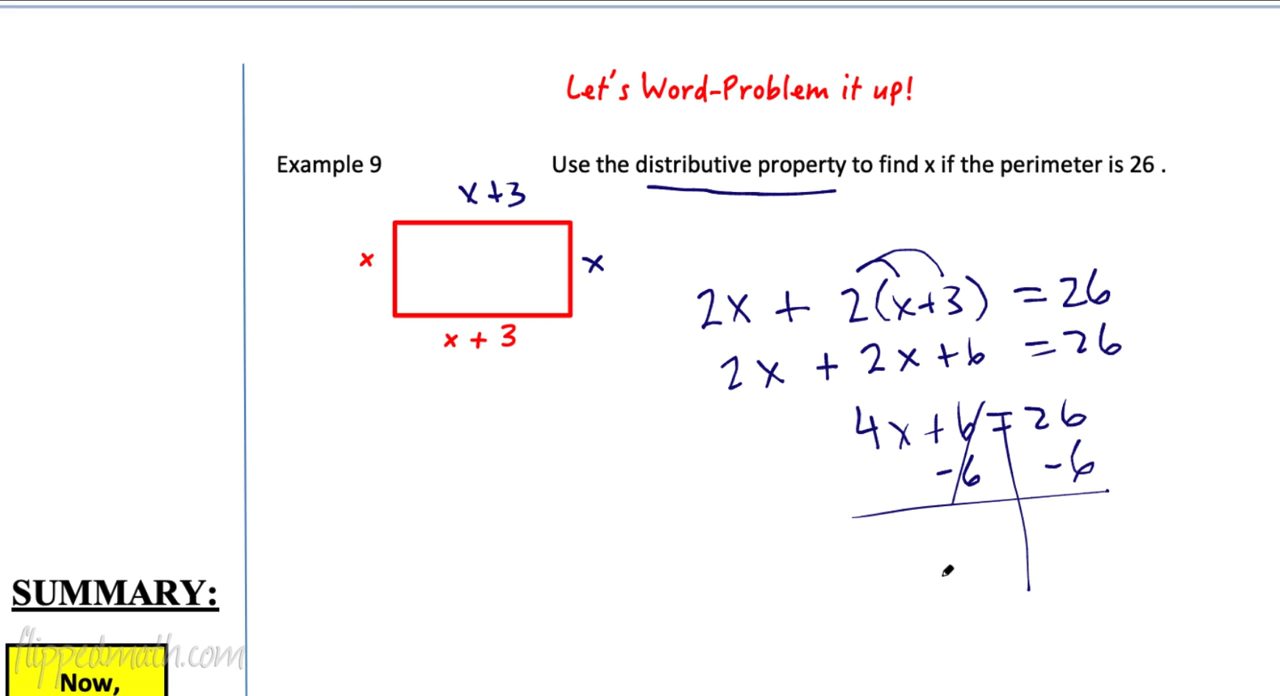 Let's Word-Problem it up!
Example 9 Use the distributive property to find x if the perimeter is 26 .
x+3
x x
x + 3
2x + 2(x+3) = 26
2x + 2x+6 = 26
4x+6 = 26
-6 -6
SUMMARY:
flippedmath.com
Now,